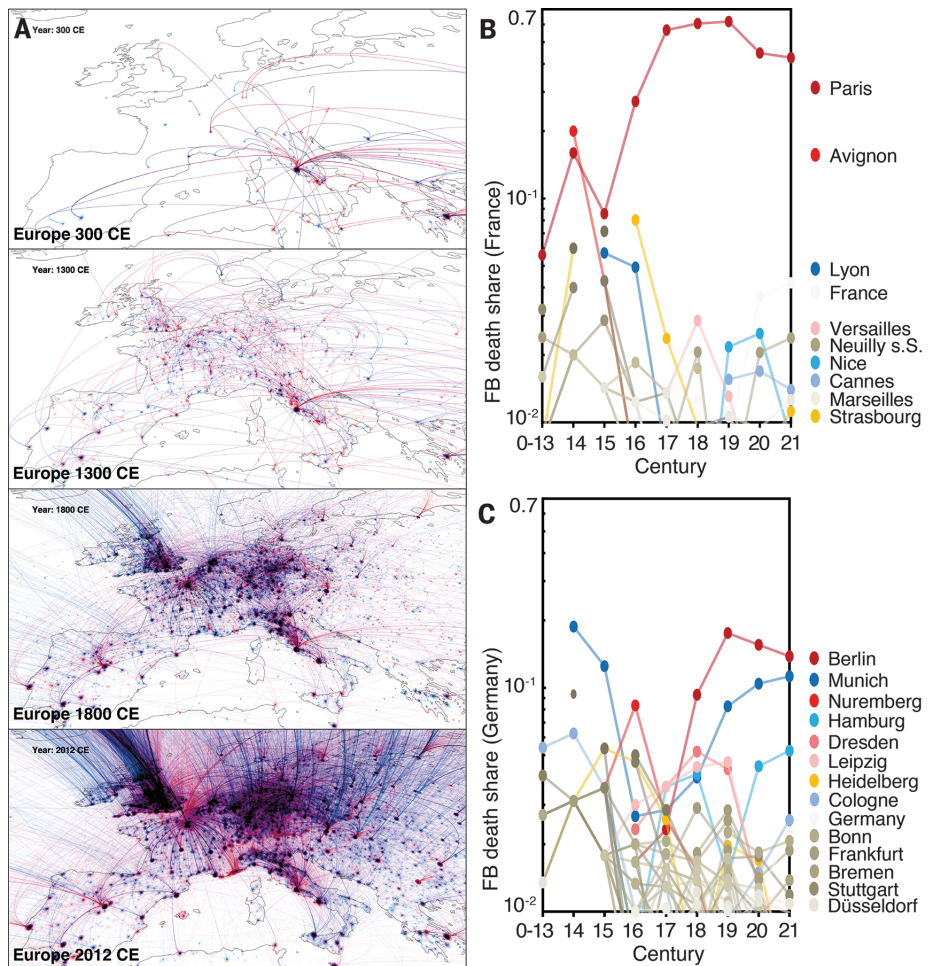 A
Year: 300 CE
Europe 300 CE
Year: 1300 CE
Europe 1300 CE
Year: 1800 CE
Europe 1800 CE
Year: 2012 CE
Europe 2012 CE
B
FB death share (France)
0.7
10-1
10-2
0-13 14 15 16 17 18 19 20 21
Century
Paris
Avignon
Lyon
France
Versailles
Neuilly s.S.
Nice
Cannes
Marseilles
Strasbourg
C
FB death share (Germany)
0.7
10-1
10-2
0-13 14 15 16 17 18 19 20 21
Century
Berlin
Munich
Nuremberg
Hamburg
Dresden
Leipzig
Heidelberg
Cologne
Germany
Bonn
Frankfurt
Bremen
Stuttgart
Düsseldorf